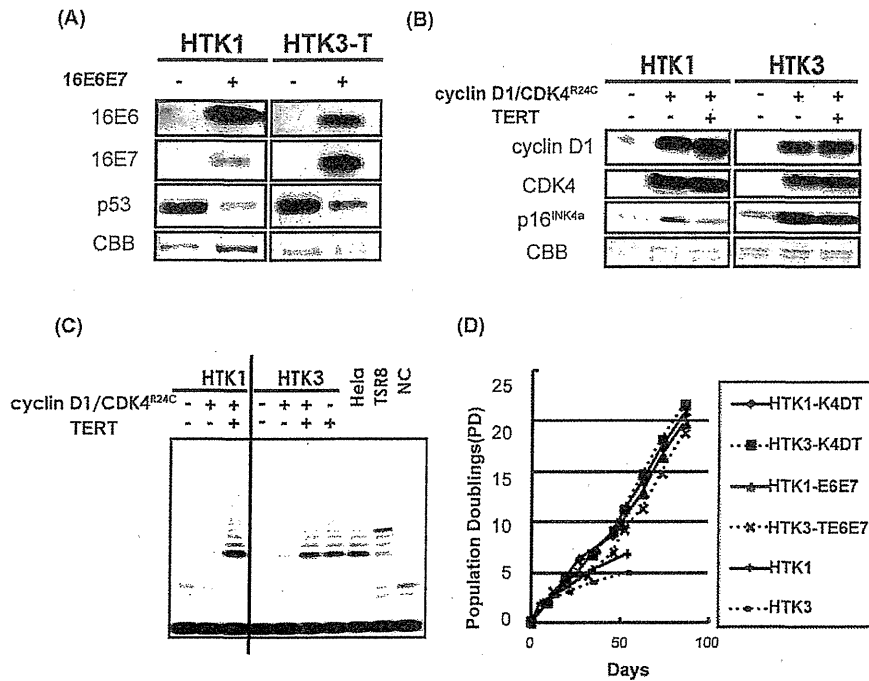 (A)
HTK1 HTK3-T
16E6E7 - + - +
16E6
16E7
p53
CBB
(B)
HTK1 HTK3
cyclin D1/CDK4R24C - + + - + +
TERT - - + - - +
cyclin D1
CDK4
p16INK4a
CBB
(C)
HTK1 HTK3 Hela TSR8 NC
cyclin D1/CDK4R24C - + + - + + -
TERT - - + - - + +
(D)
Population Doublings(PD)
25
20
15
10
5
0
0 50 100
Days
HTK1-K4DT
HTK3-K4DT
HTK1-E6E7
HTK3-TE6E7
HTK1
HTK3